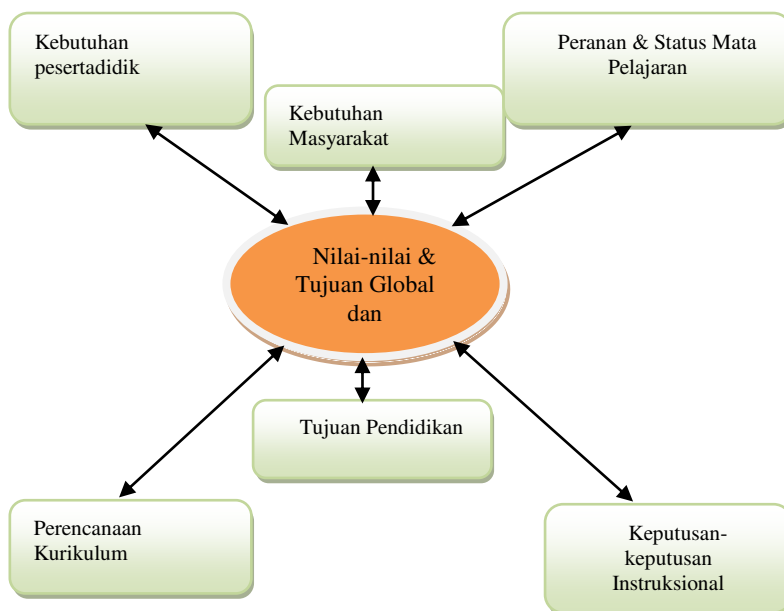 Kebutuhan
pesertadidik
Kebutuhan
Masyarakat
Peranan & Status Mata
Pelajaran
Nilai-nilai &
Tujuan Global
dan
Tujuan Pendidikan
Perencanaan
Kurikulum
Keputusan-
keputusan
Instruksional